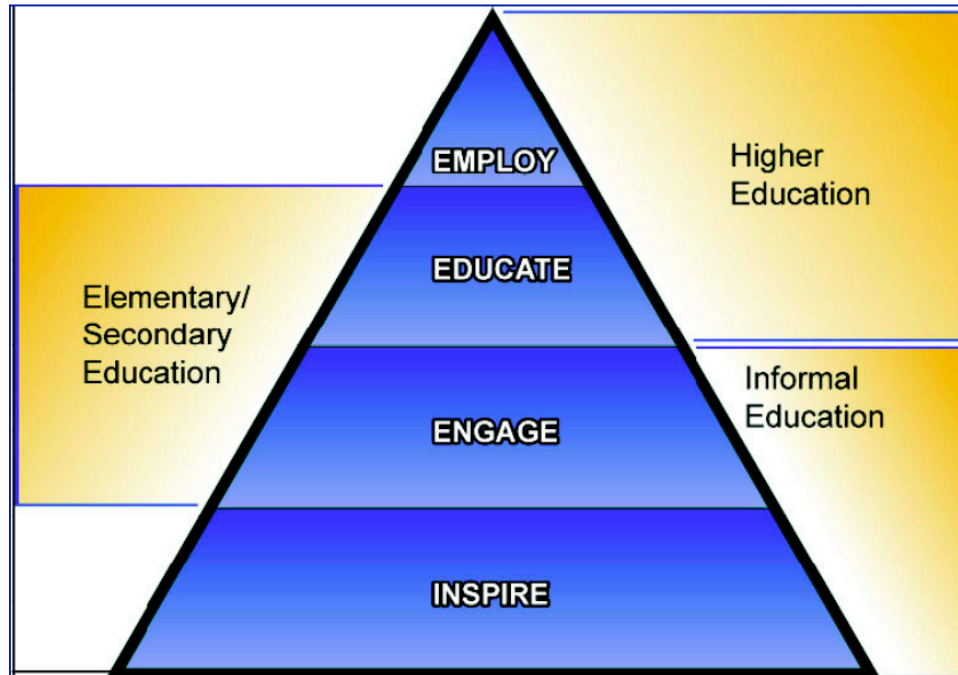 EMPLOY
Higher
Education
EDUCATE
Elementary/
Secondary
Education
Informal
Education
ENGAGE
INSPIRE